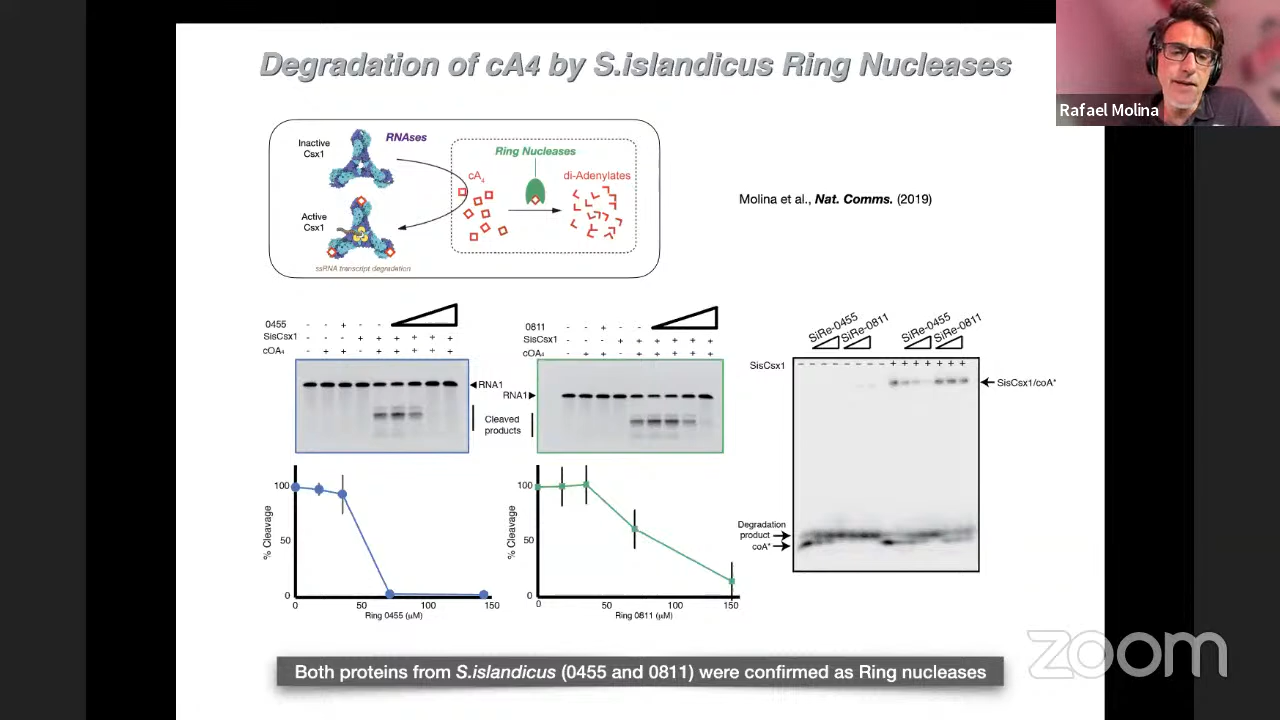 Degradation of cA4 by S.islandicus Ring Nucleases
Rafael Molina
Inactive
Csx1
RNAses
Active
Csx1
ssRNA transcript degradation
Ring Nucleases
cA4
di-Adenylates
Molina et al., Nat. Comms. (2019)
0455 - - + - - + + + +
SisCsx1 - - - + + + + + +
cOA4 - + + - + + + + +
RNA1
Cleaved
products
0811 - - + - -
SisCsx1 - - - + + + + + +
cOA4 - + + - + + + + +
RNA1
SiRe-0455
SiRe-0811
SiRe-0455
SiRe-0811
SisCsx1 - - - - - - - + + + + + + +
SisCsx1/coA*
Degradation
product
coA*
% Cleavage
100
50
0
0 50 100 150
Ring 0455 (μM)
% Cleavage
100
50
0
0 50 100 150
Ring 0811 (μM)
Both proteins from S.islandicus (0455 and 0811) were confirmed as Ring nucleases
zoom